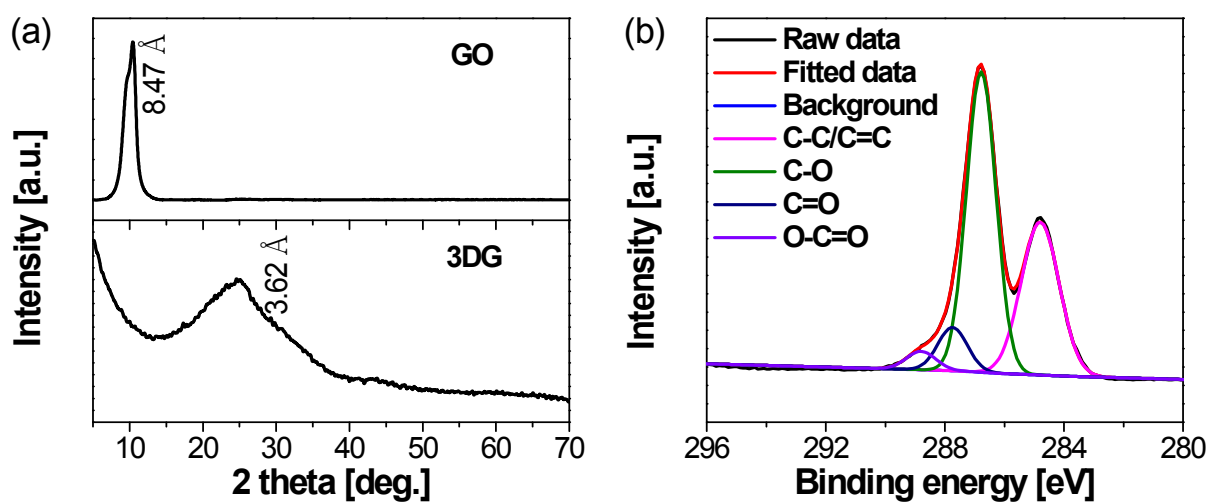 (a)
GO
8.47 Å
3DG
3.62 Å
Intensity [a.u.]
Intensity [a.u.]
10 20 30 40 50 60 70
2 theta [deg.]
(b)
Raw data
Fitted data
Background
C-C/C=C
C-O
C=O
O-C=O
Intensity [a.u.]
296 292 288 284 280
Binding energy [eV]